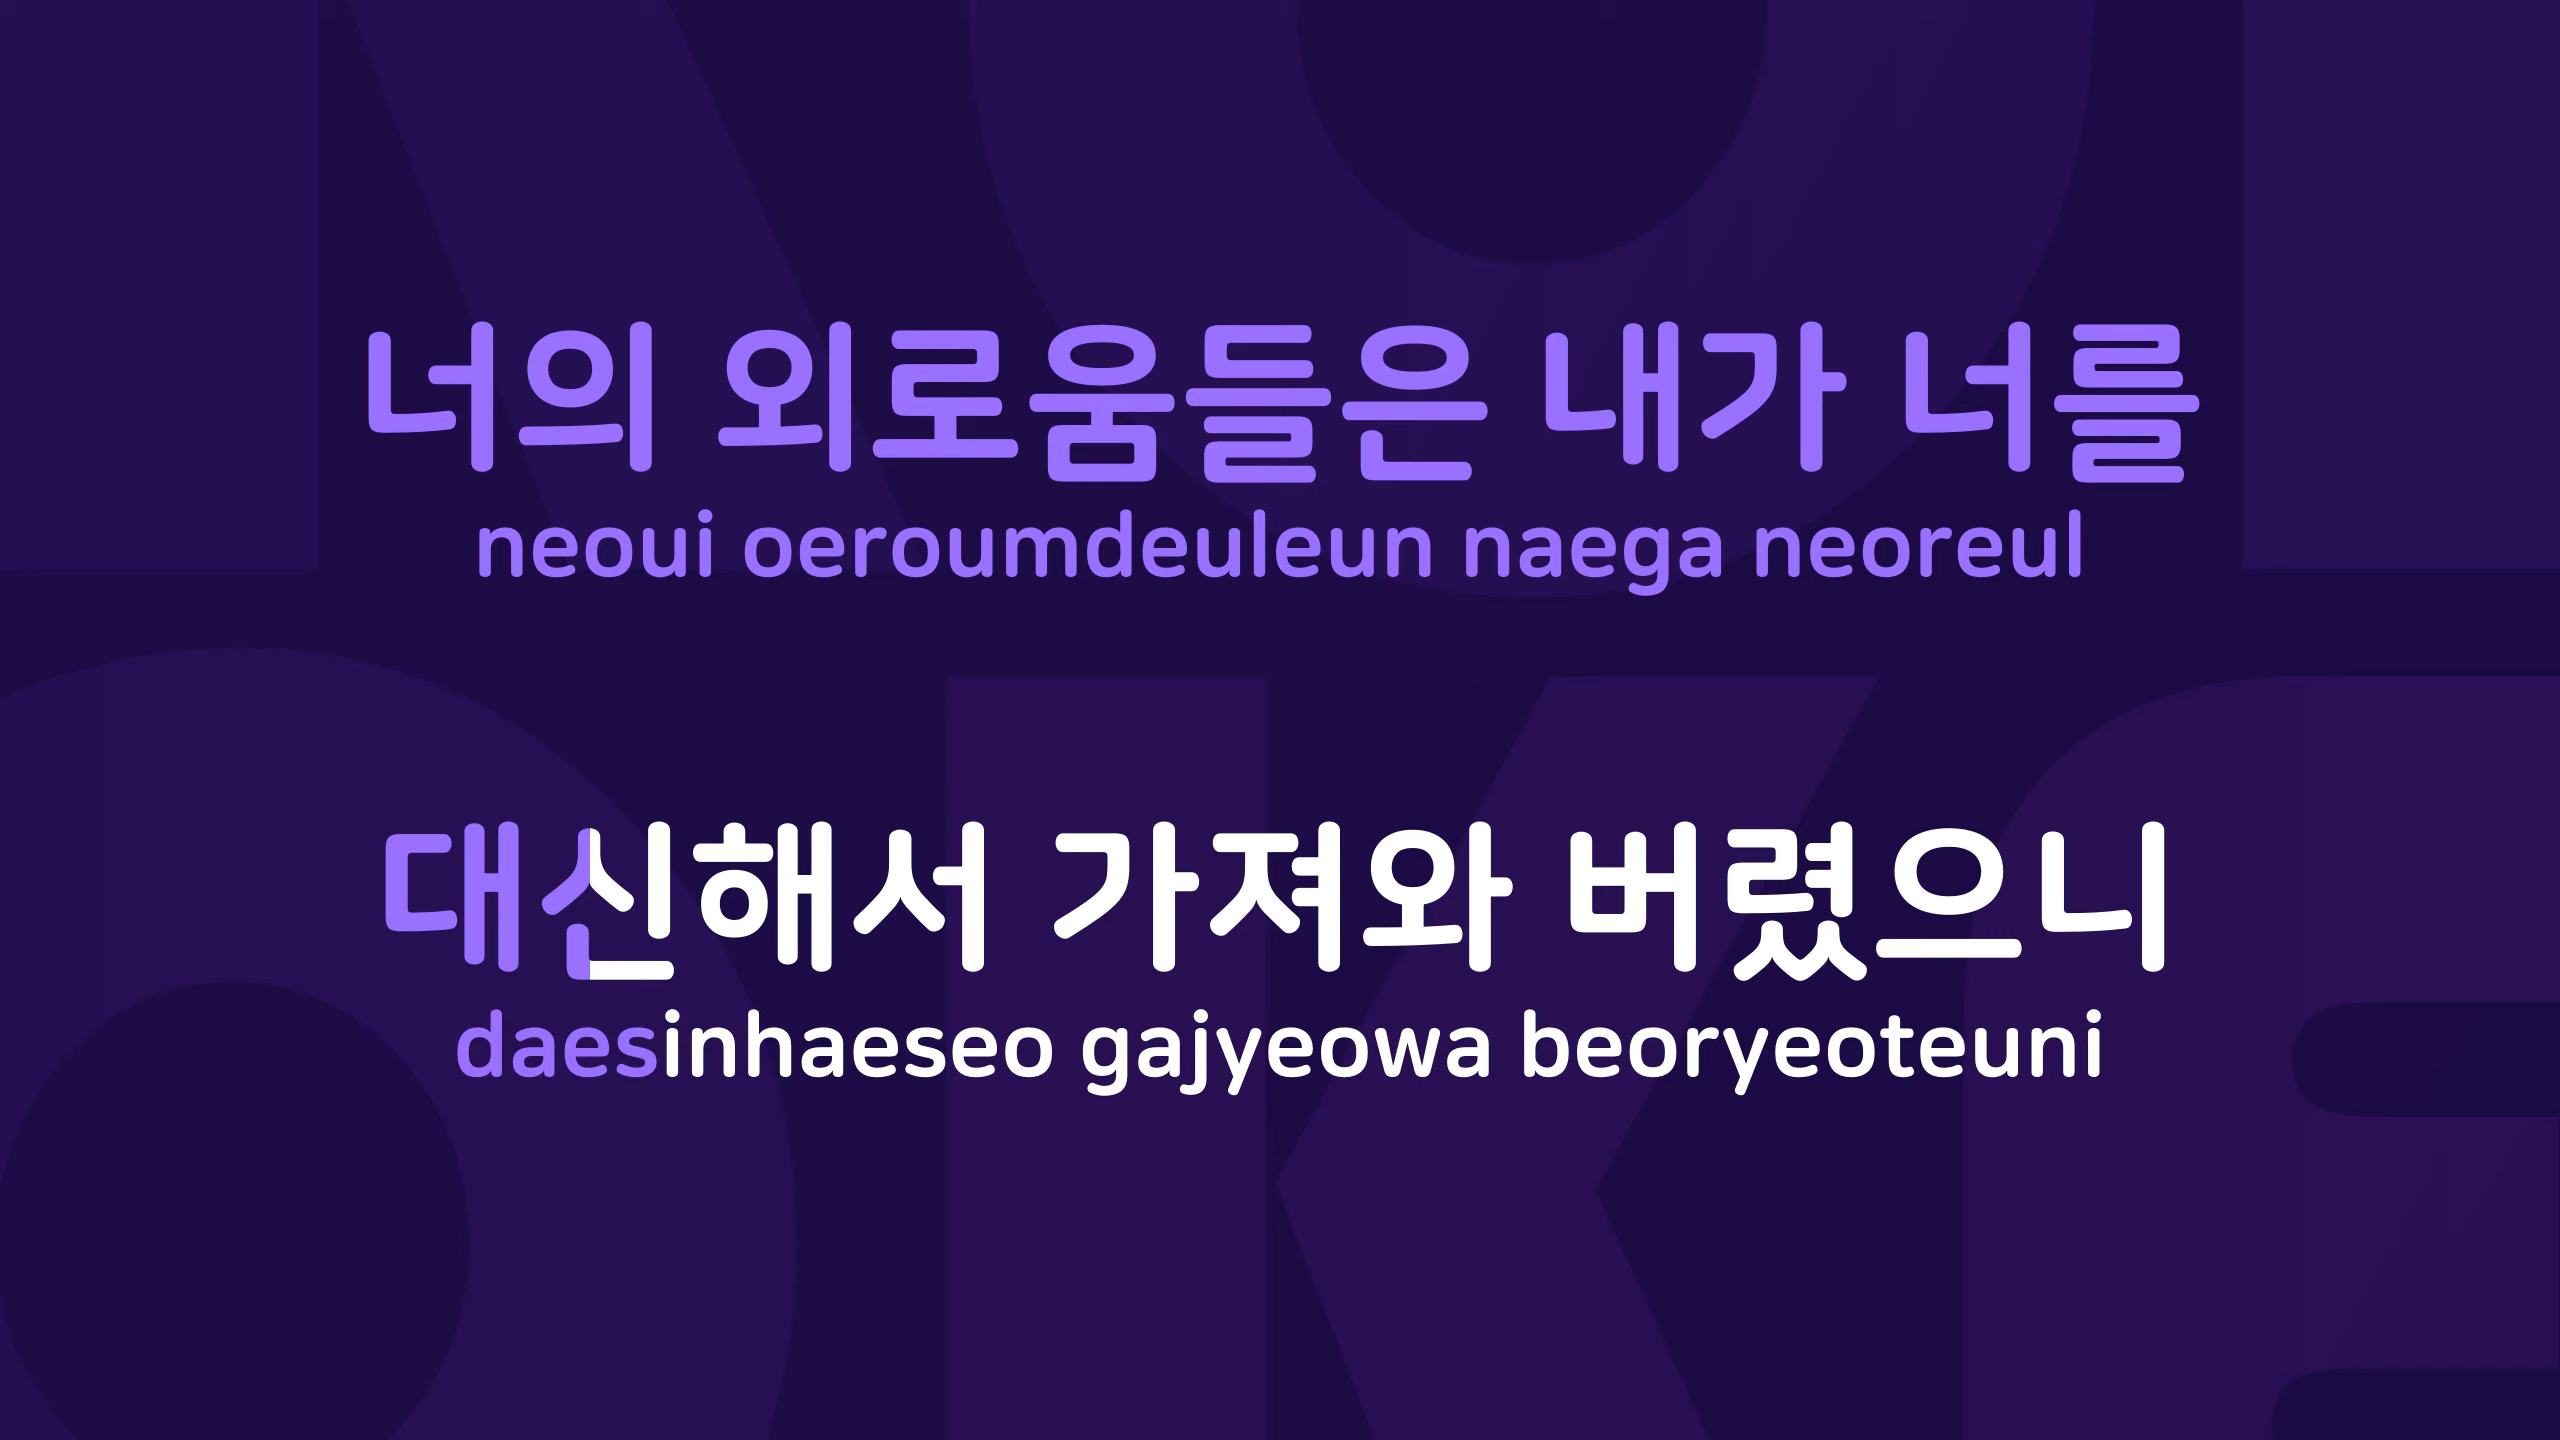 너의 외로움들은 내가 너를
neoui oeroumdeuleun naega neoreul
대신해서 가져와 버렸으니
daesinhaeseo gajyeowa beoryeoteuni